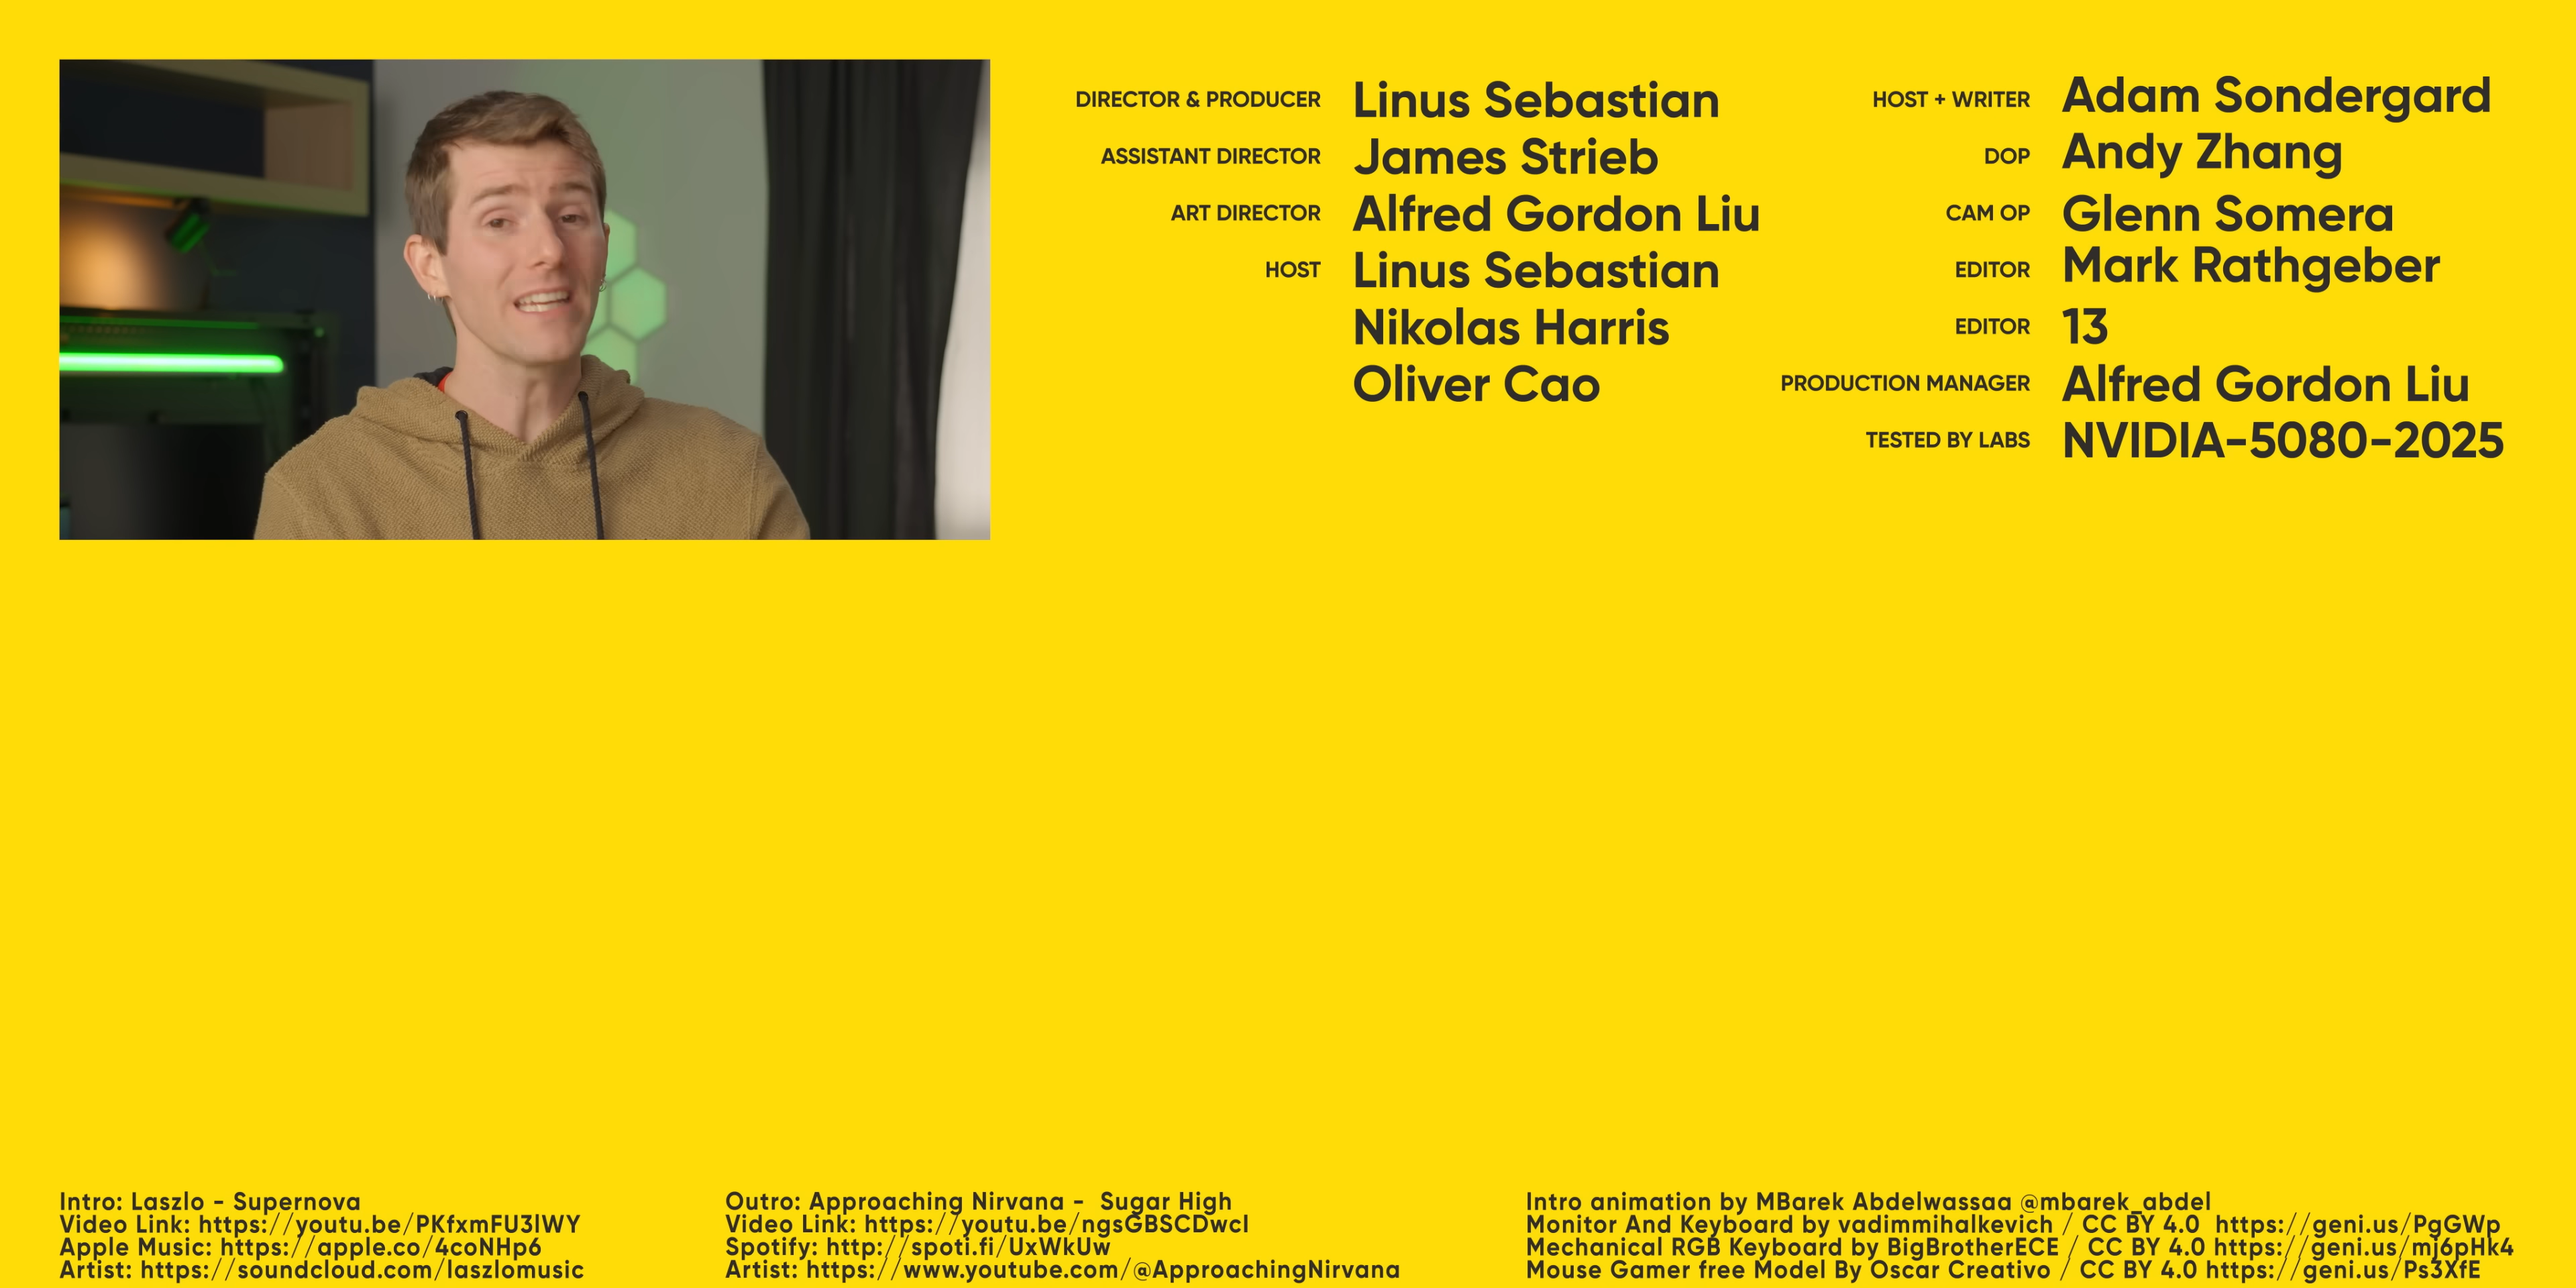 DIRECTOR & PRODUCER Linus Sebastian
ASSISTANT DIRECTOR James Strieb
ART DIRECTOR Alfred Gordon Liu
HOST Linus Sebastian
Nikolas Harris
Oliver Cao
HOST + WRITER Adam Sondergard
DOP Andy Zhang
CAM OP Glenn Somera
EDITOR Mark Rathgeber
EDITOR 13
PRODUCTION MANAGER Alfred Gordon Liu
TESTED BY LABS NVIDIA-5080-2025
Intro: Laszlo - Supernova
Video Link: https://youtu.be/PKfxmFU3lWY
Apple Music: https://apple.co/4coNHp6
Artist: https://soundcloud.com/laszlomusic
Outro: Approaching Nirvana - Sugar High
Video Link: https://youtu.be/ngsGBSCDwcI
Spotify: http://spoti.fi/UxWkUw
Artist: https://www.youtube.com/@ApproachingNirvana
Intro animation by MBarek Abdelwassaa @mbarek_abdel
Monitor And Keyboard by vadimmihalkevich / CC BY 4.0 https://geni.us/PgGWp
Mechanical RGB Keyboard by BigBrotherECE / CC BY 4.0 https://geni.us/mj6pHk4
Mouse Gamer free Model By Oscar Creativo / CC BY 4.0 https://geni.us/Ps3XfE